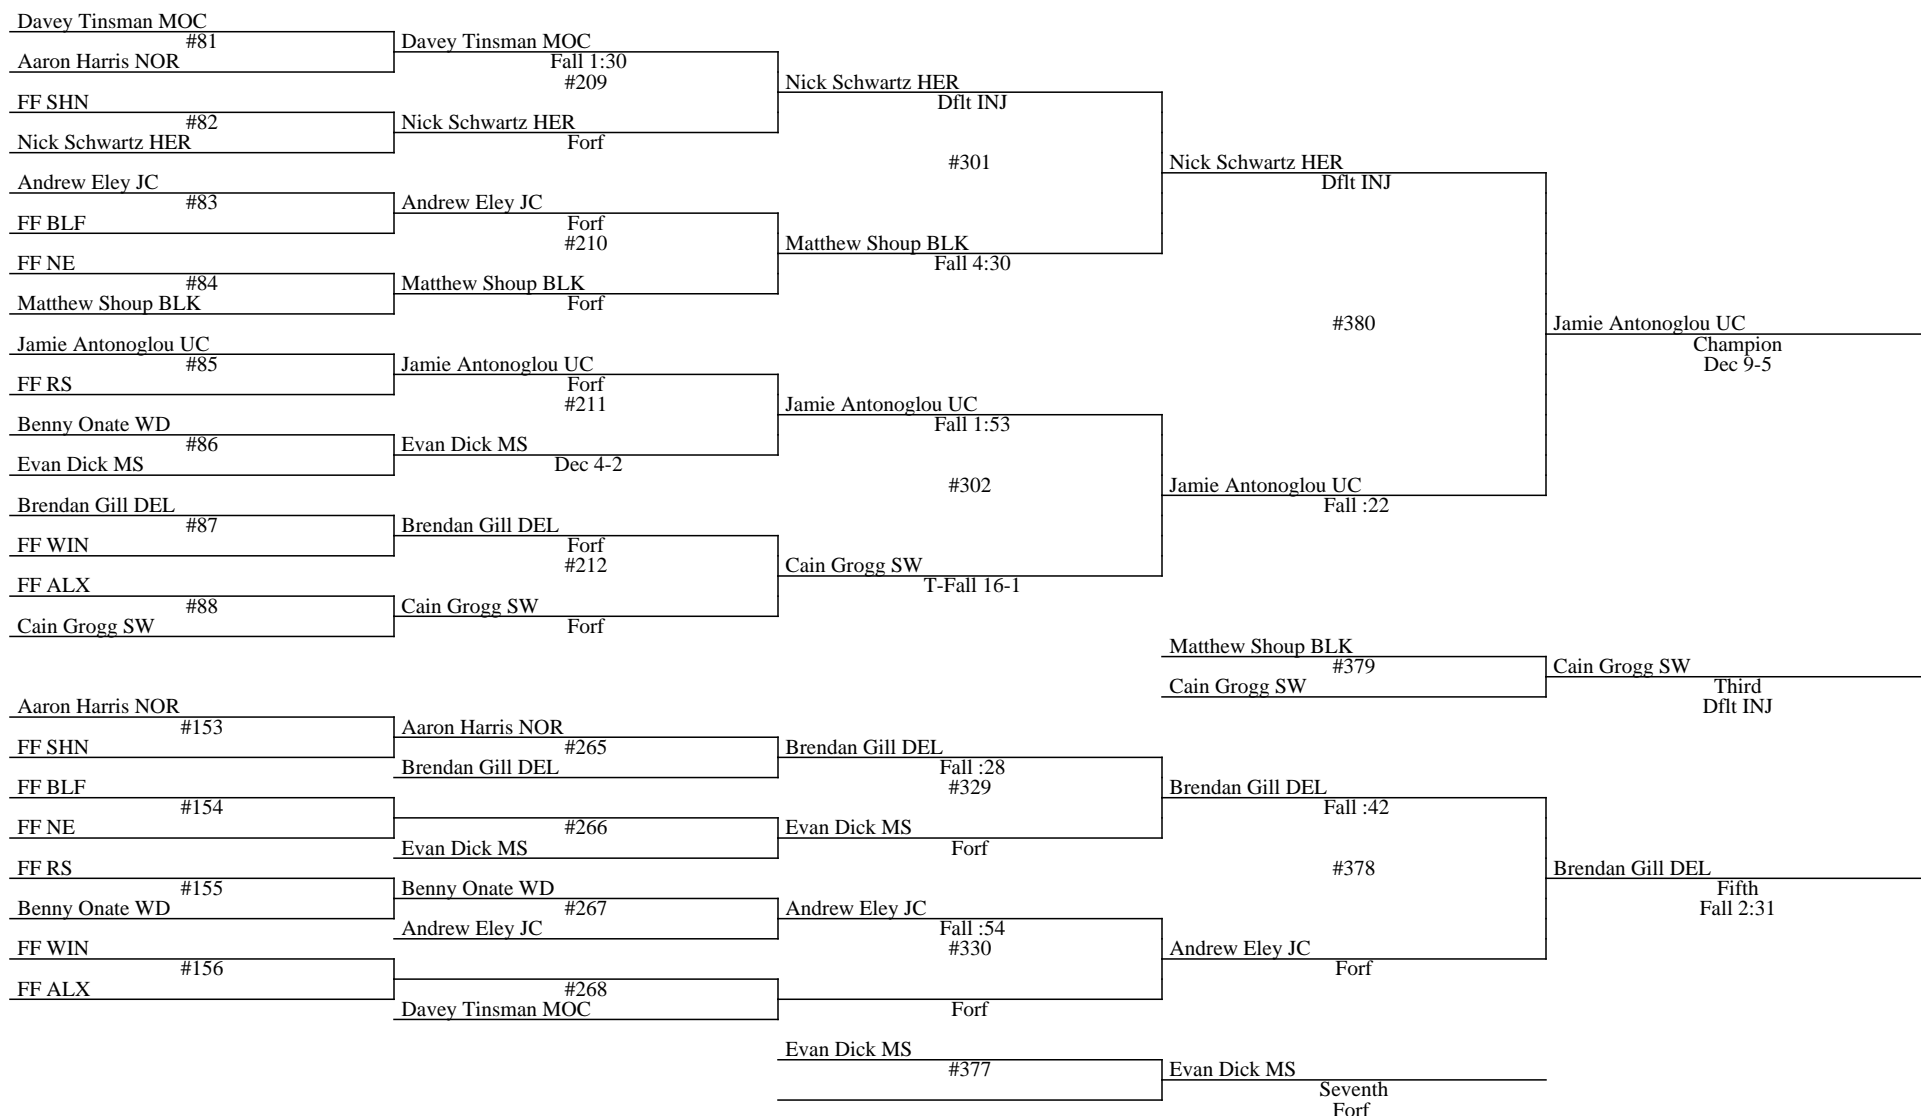 Davey Tinsman MOC
#81
Aaron Harris NOR
FF SHN
#82
Nick Schwartz HER
Andrew Eley JC
#83
FF BLF
FF NE
#84
Matthew Shoup BLK
Jamie Antonoglou UC
#85
FF RS
Benny Onate WD
#86
Evan Dick MS
Brendan Gill DEL
#87
FF WIN
FF ALX
#88
Cain Grogg SW
Davey Tinsman MOC
Fall 1:30
#209
Nick Schwartz HER
Forf
Andrew Eley JC
Forf
#210
Matthew Shoup BLK
Forf
Jamie Antonoglou UC
Forf
#211
Evan Dick MS
Dec 4-2
Brendan Gill DEL
Forf
#212
Cain Grogg SW
Forf
Nick Schwartz HER
Dflt INJ
#301
Matthew Shoup BLK
Fall 4:30
Jamie Antonoglou UC
Fall 1:53
#302
Cain Grogg SW
T-Fall 16-1
Nick Schwartz HER
Dflt INJ
#380
Jamie Antonoglou UC
Fall :22
Jamie Antonoglou UC
Champion
Dec 9-5
Matthew Shoup BLK
#379
Cain Grogg SW
Cain Grogg SW
Third
Dflt INJ
Aaron Harris NOR
#153
FF SHN
FF BLF
#154
FF NE
FF RS
#155
Benny Onate WD
FF WIN
#156
FF ALX
Aaron Harris NOR
#265
Brendan Gill DEL
#266
Evan Dick MS
Benny Onate WD
#267
Andrew Eley JC
#268
Davey Tinsman MOC
Brendan Gill DEL
Fall :28
#329
Evan Dick MS
Forf
Andrew Eley JC
Fall :54
#330
Forf
Brendan Gill DEL
Fall :42
#378
Andrew Eley JC
Forf
Brendan Gill DEL
Fifth
Fall 2:31
Evan Dick MS
#377
Evan Dick MS
Seventh
Forf